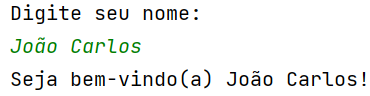 Digite seu nome:
João Carlos
Seja bem-vindo(a) João Carlos!